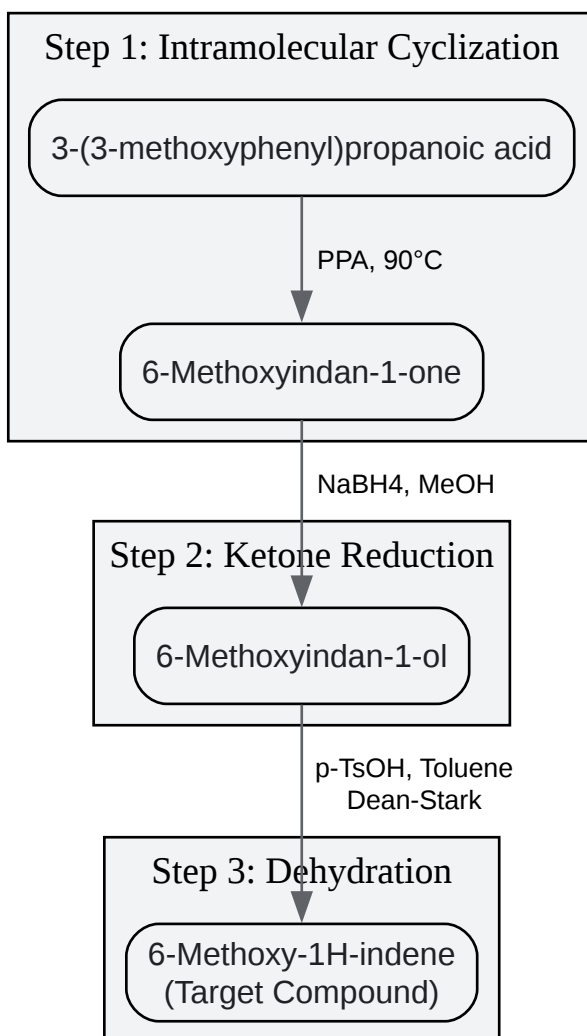 Step 1: Intramolecular Cyclization
3-(3-methoxyphenyl)propanoic acid
PPA, 90°C
6-Methoxyindan-1-one
NaBH4, MeOH
Step 2: Ketone Reduction
6-Methoxyindan-1-ol
p-TsOH, Toluene
Dean-Stark
Step 3: Dehydration
6-Methoxy-1H-indene
(Target Compound)